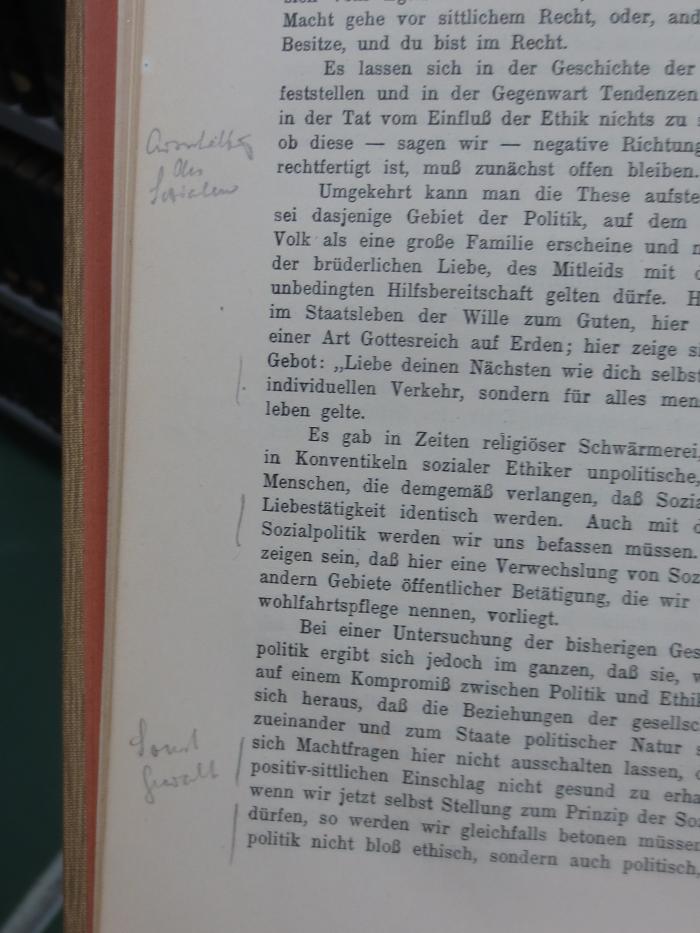 Macht gehe vor sittlichem Recht, oder,
Besitze, und du bist im Recht.
Es lassen sich in der Geschichte der
feststellen und in der Gegenwart Tendenzen
in der Tat vom Einfluß der Ethik nichts zu
ob diese — sagen wir — negative Richtung
rechtfertigt ist, muß zunächst offen bleiben.
Umgekehrt kann man die These
sei dasjenige Gebiet der Politik, auf dem
Volk als eine große Familie erscheine und
der brüderlichen Liebe, des Mitleids mit
unbedingten Hilfsbereitschaft gelten dürfe.
im Staatsleben der Wille zum Guten, hier
einer Art Gottesreich auf Erden; hier zeige
Gebot: „Liebe deinen Nächsten wie dich selbst
individuellen Verkehr, sondern für alles
leben gelte.
Es gab in Zeiten religiöser Schwärmerei,
in Konventikeln sozialer Ethiker unpolitische,
Menschen, die demgemäß verlangen, daß
Liebestätigkeit identisch werden. Auch mit
Sozialpolitik werden wir uns befassen müssen.
zeigen sein, daß hier eine Verwechslung von
andern Gebiete öffentlicher Betätigung, die wir
wohlfahrtspflege nennen, vorliegt.
Bei einer Untersuchung der bisherigen
politik ergibt sich jedoch im ganzen, daß sie,
auf einem Kompromiß zwischen Politik und Ethik
sich heraus, daß die Beziehungen der
zueinander und zum Staate politischer Natur
sich Machtfragen hier nicht ausschalten lassen,
positiv-sittlichen Einschlag nicht gesund zu
wenn wir jetzt selbst Stellung zum Prinzip der
dürfen, so werden wir gleichfalls betonen müssen
politik nicht bloß ethisch, sondern auch politisch,